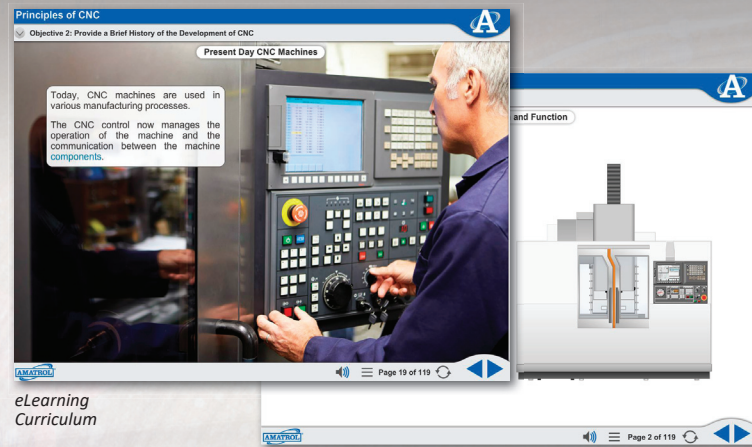 Principles of CNC
Objective 2: Provide a Brief History of the Development of CNC
A
Present Day CNC Machines
Today, CNC machines are used in
various manufacturing processes.
The CNC control now manages the
operation of the machine and the
communication between the machine
components.
AMATROL
Page 19 of 119
A
and Function
AMATROL
Page 2 of 119
eLearning
Curriculum